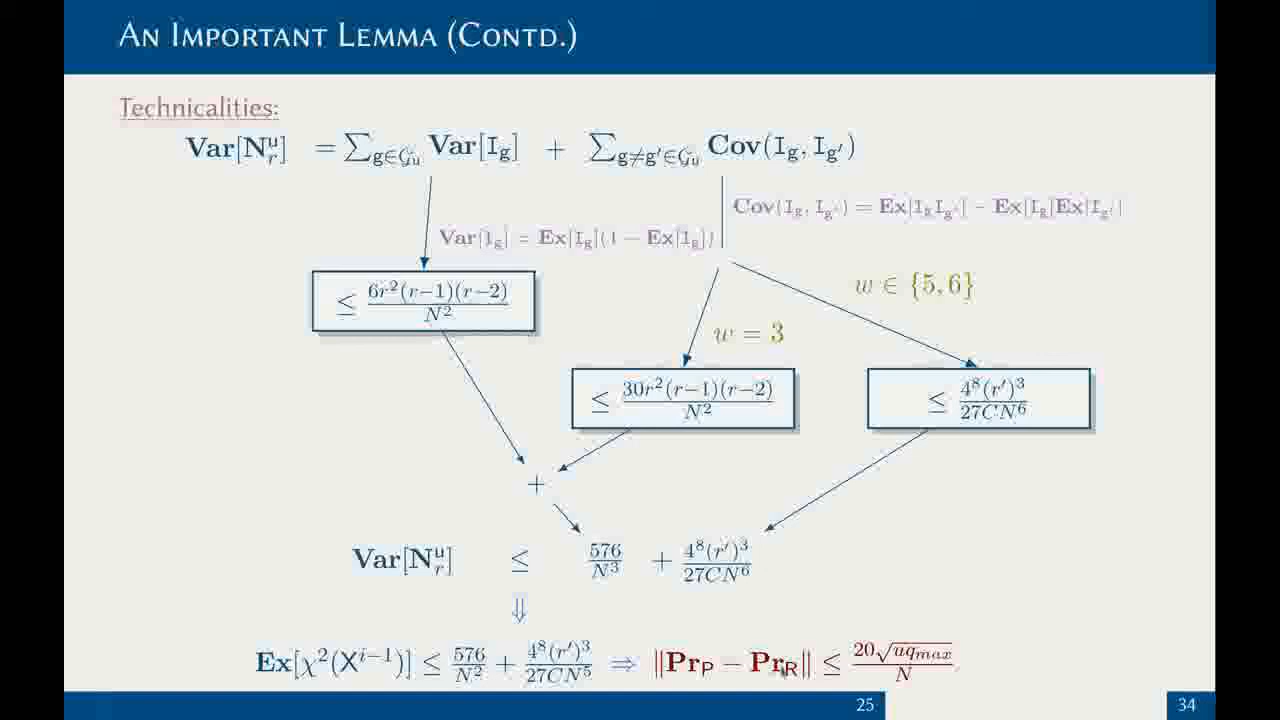 An Important Lemma (Contd.)
Technicalities:
Var[N_r^u] = ∑_{g∈𝒢_u} Var[I_g] + ∑_{g≠g′∈𝒢_u} Cov(I_g, I_{g′})
Cov(I_g, I_{g′}) = Ex[I_g I_{g′}] − Ex[I_g]Ex[I_{g′}]
Var[I_g] = Ex[I_g](1 − Ex[I_g])
w ∈ {5, 6}
≤ 6r²(r−1)(r−2)/N²
w = 3
≤ 30r²(r−1)(r−2)/N²
≤ 4⁸(r′)³/27CN⁶
+
Var[N_r^u] ≤ 576/N³ + 4⁸(r′)³/27CN⁶
⇓
Ex[χ²(X^{i−1})] ≤ 576/N² + 4⁸(r′)³/27CN⁵ ⇒ ‖Pr_P − Pr_R‖ ≤ 20√(uq_{max})/N
25
34